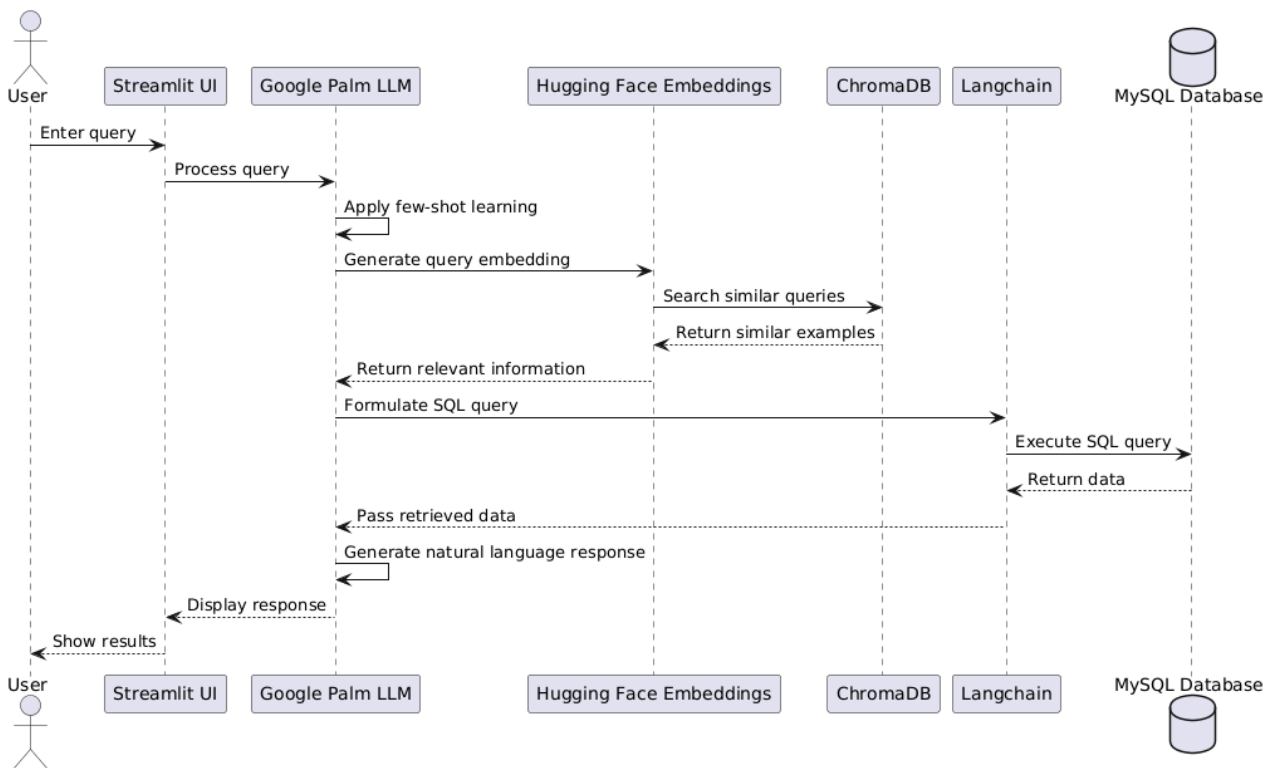 User
Streamlit UI
Google Palm LLM
Hugging Face Embeddings
ChromaDB
Langchain
MySQL Database
Enter query
Process query
Apply few-shot learning
Generate query embedding
Search similar queries
Return similar examples
Return relevant information
Formulate SQL query
Execute SQL query
Return data
Pass retrieved data
Generate natural language response
Display response
Show results
User
Streamlit UI
Google Palm LLM
Hugging Face Embeddings
ChromaDB
Langchain
MySQL Database